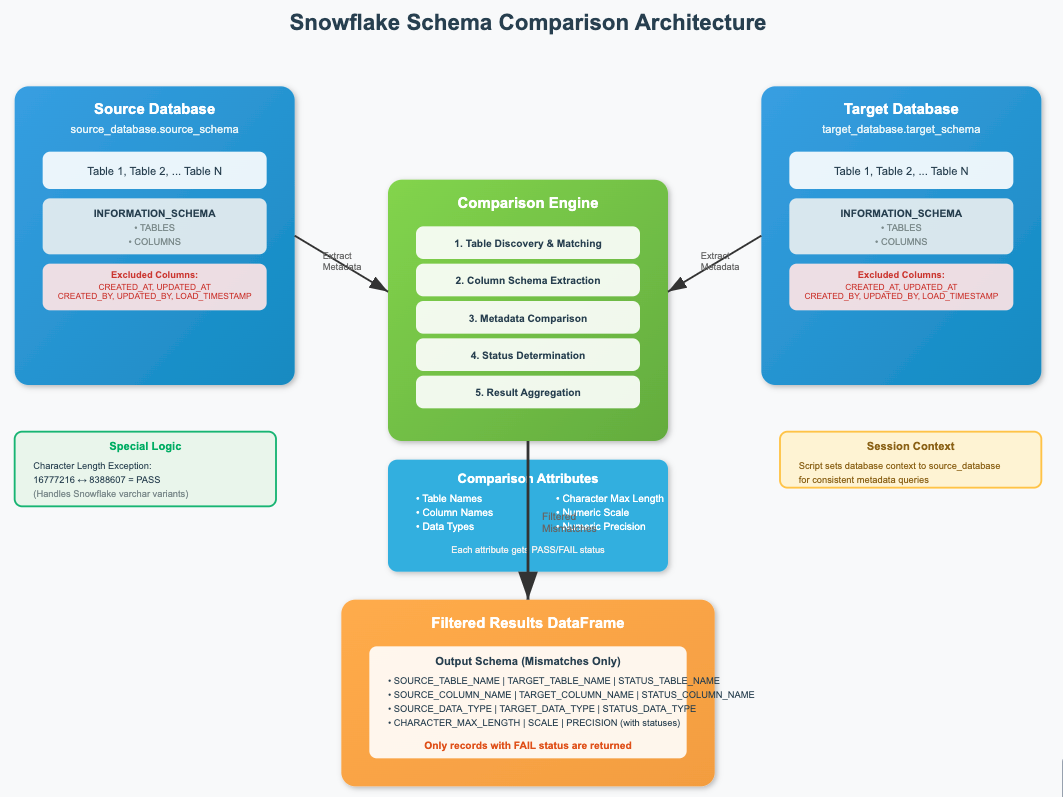 Snowflake Schema Comparison Architecture
Source Database
source_database.source_schema
Table 1, Table 2, ... Table N
INFORMATION_SCHEMA
• TABLES
• COLUMNS
Excluded Columns:
CREATED_AT, UPDATED_AT
CREATED_BY, UPDATED_BY, LOAD_TIMESTAMP
Extract
Metadata
Comparison Engine
1. Table Discovery & Matching
2. Column Schema Extraction
3. Metadata Comparison
4. Status Determination
5. Result Aggregation
Target Database
target_database.target_schema
Table 1, Table 2, ... Table N
INFORMATION_SCHEMA
• TABLES
• COLUMNS
Excluded Columns:
CREATED_AT, UPDATED_AT
CREATED_BY, UPDATED_BY, LOAD_TIMESTAMP
Extract
Metadata
Special Logic
Character Length Exception:
16777216 ↔ 8388607 = PASS
(Handles Snowflake varchar variants)
Comparison Attributes
• Table Names
• Column Names
• Data Types
• Character Max Length
• Numeric Scale
• Numeric Precision
Filtered
Mismatches
Each attribute gets PASS/FAIL status
Session Context
Script sets database context to source_database
for consistent metadata queries
Filtered Results DataFrame
Output Schema (Mismatches Only)
• SOURCE_TABLE_NAME | TARGET_TABLE_NAME | STATUS_TABLE_NAME
• SOURCE_COLUMN_NAME | TARGET_COLUMN_NAME | STATUS_COLUMN_NAME
• SOURCE_DATA_TYPE | TARGET_DATA_TYPE | STATUS_DATA_TYPE
• CHARACTER_MAX_LENGTH | SCALE | PRECISION (with statuses)
Only records with FAIL status are returned